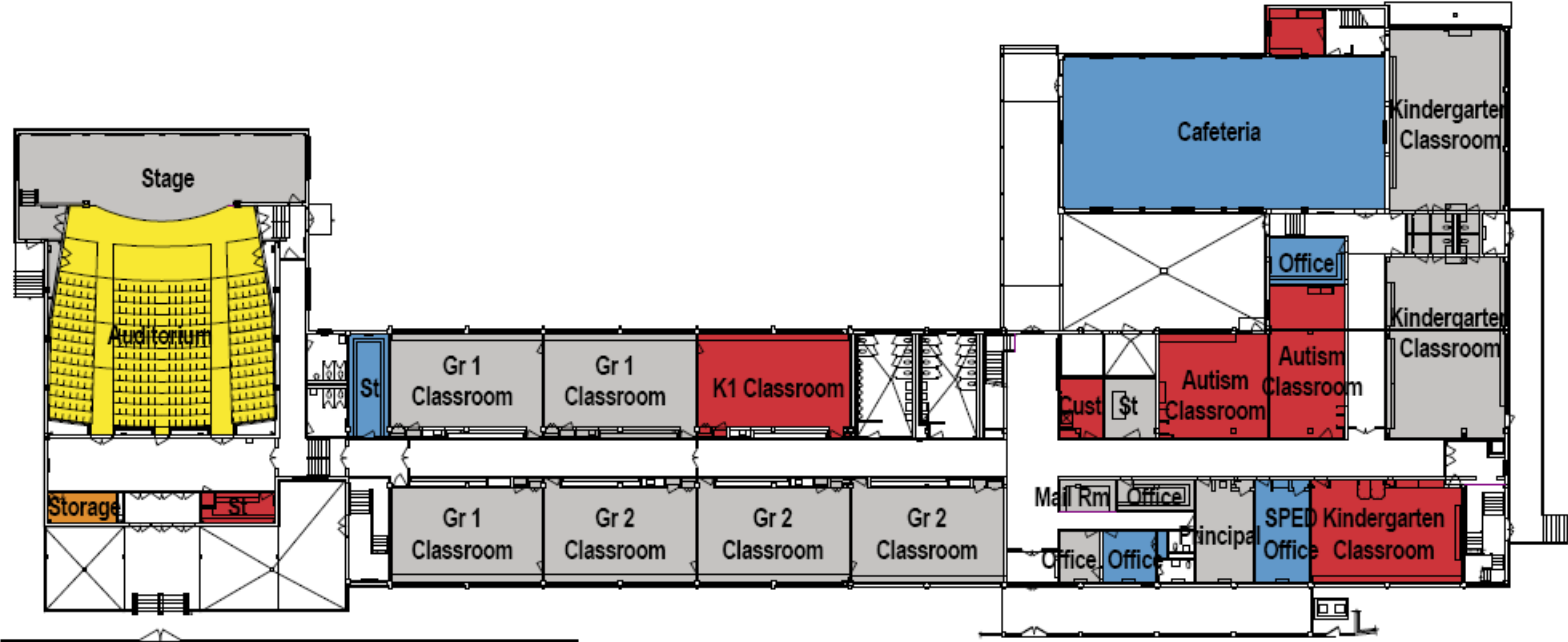 Stage
Auditorium
Storage
St
St
Gr 1
Classroom
Gr 1
Classroom
K1 Classroom
Gr 1
Classroom
Gr 2
Classroom
Gr 2
Classroom
Gr 2
Classroom
Cafeteria
Kindergarten
Classroom
Office
Kindergarten
Classroom
Autism
Classroom
Autism
Classroom
Cust
St
Mail Rm
Office
Office
Office
Principal
SPED
Office
Kindergarten
Classroom